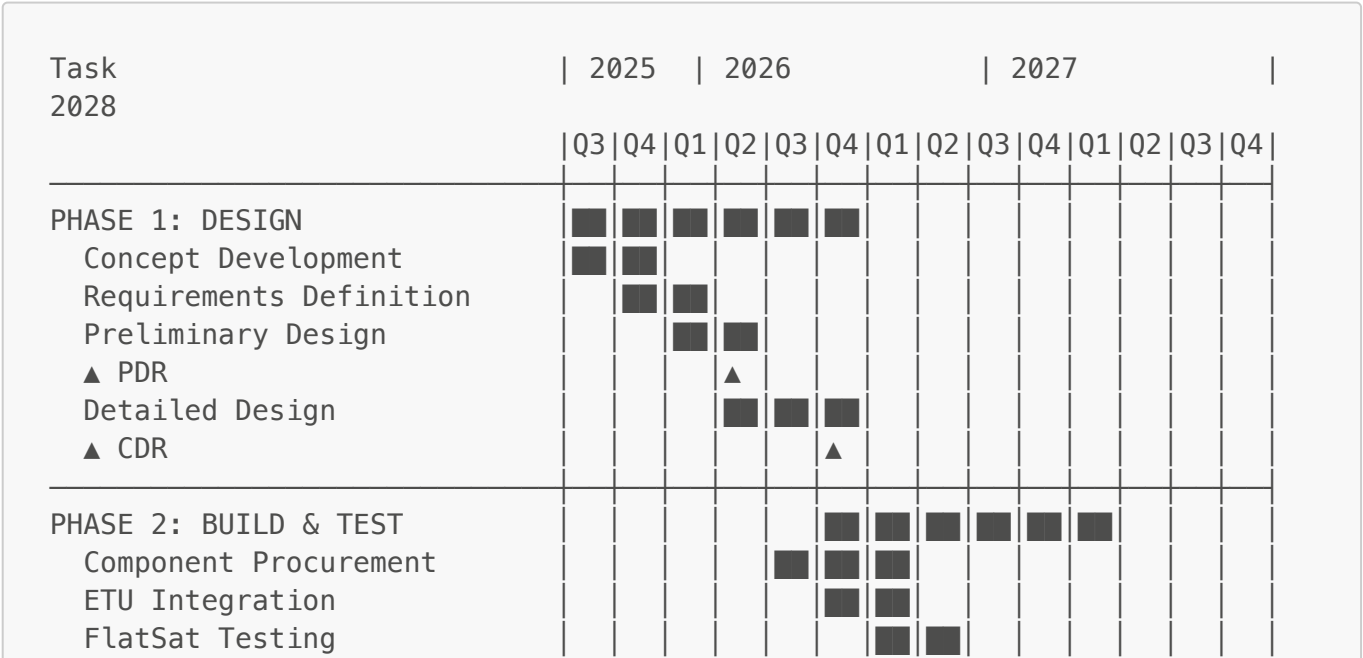 Task                           | 2025  | 2026           | 2027           |
2028
                               |Q3|Q4|Q1|Q2|Q3|Q4|Q1|Q2|Q3|Q4|Q1|Q2|Q3|Q4|
───────────────────────────────|──|──|──|──|──|──|──|──|──|──|──|──|──|──|
PHASE 1: DESIGN                |██|██|██|██|██|██|  |  |  |  |  |  |  |  |
  Concept Development          |██|██|  |  |  |  |  |  |  |  |  |  |  |  |
  Requirements Definition      |  |██|██|  |  |  |  |  |  |  |  |  |  |  |
  Preliminary Design           |  |  |██|██|  |  |  |  |  |  |  |  |  |  |
  ▲ PDR                        |  |  |  |▲ |  |  |  |  |  |  |  |  |  |  |
  Detailed Design              |  |  |  |██|██|██|  |  |  |  |  |  |  |  |
  ▲ CDR                        |  |  |  |  |  |▲ |  |  |  |  |  |  |  |  |
───────────────────────────────|──|──|──|──|──|──|──|──|──|──|──|──|──|──|
PHASE 2: BUILD & TEST          |  |  |  |  |  |██|██|██|██|██|██|  |  |  |
  Component Procurement        |  |  |  |  |██|██|██|  |  |  |  |  |  |  |
  ETU Integration              |  |  |  |  |  |██|██|  |  |  |  |  |  |  |
  FlatSat Testing              |  |  |  |  |  |  |██|██|  |  |  |  |  |  |